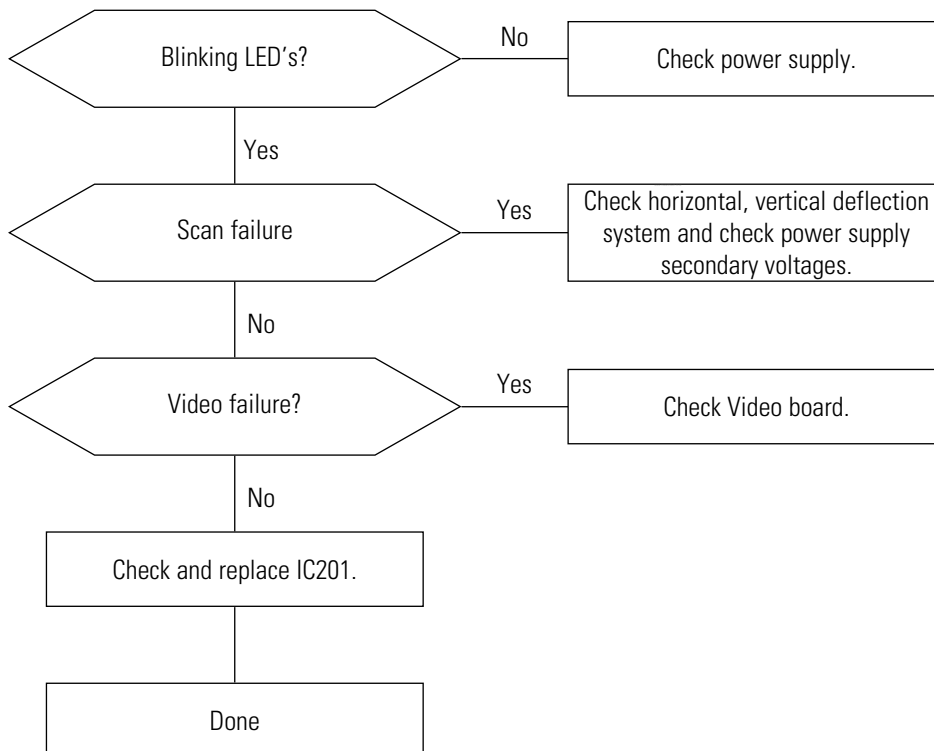 Blinking LED's?
No
Check power supply.
Yes
Scan failure
Yes
Check horizontal, vertical deflection
system and check power supply
secondary voltages.
No
Video failure?
Yes
Check Video board.
No
Check and replace IC201.
Done